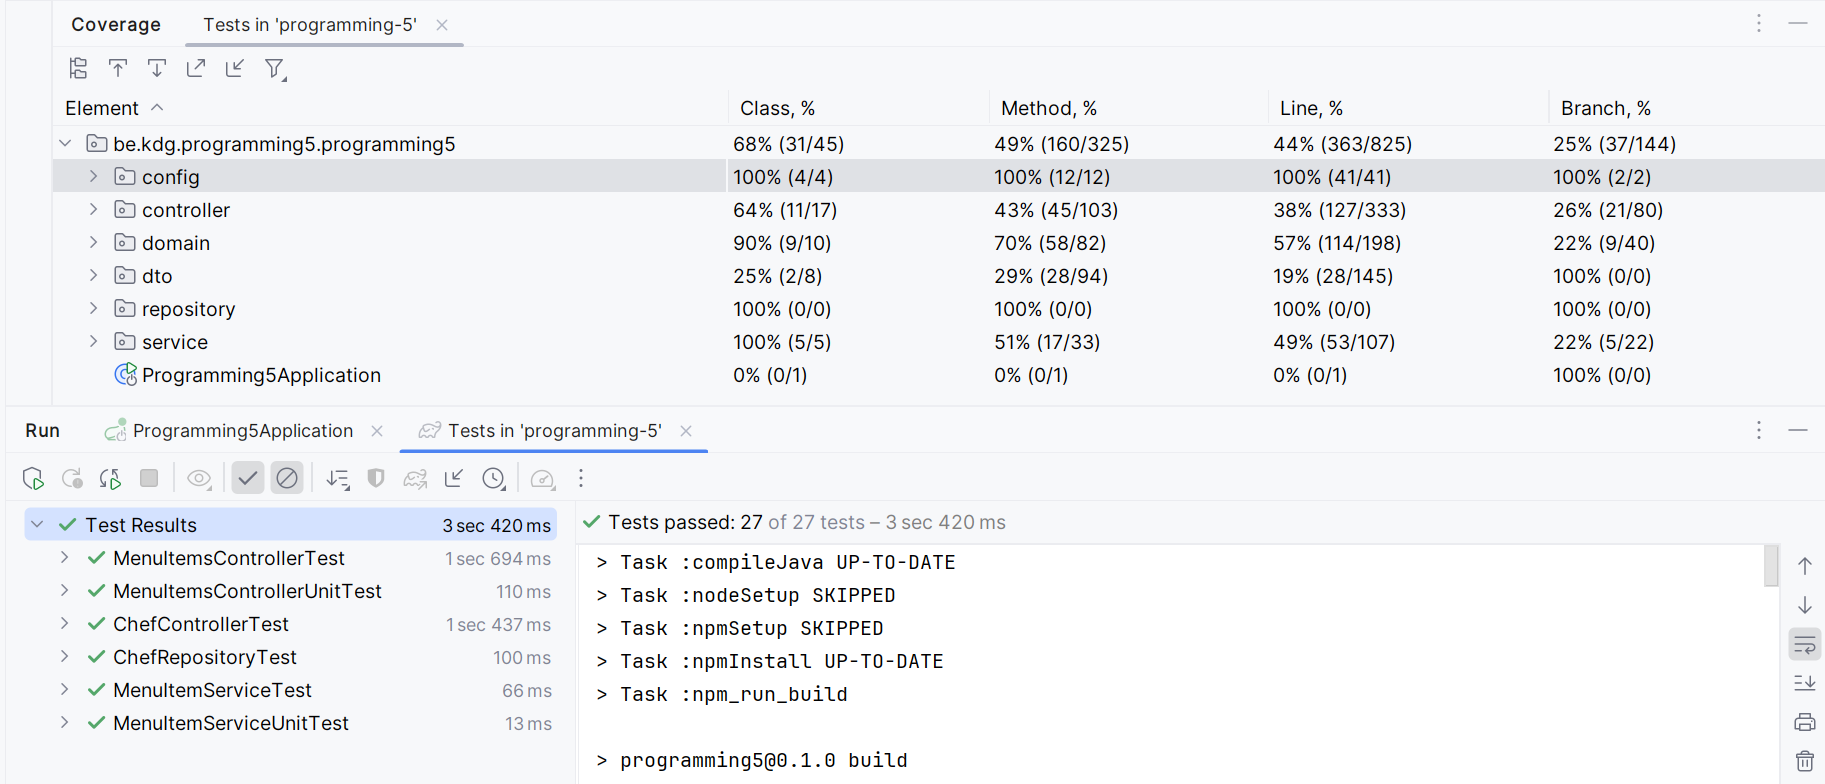 Coverage Tests in 'programming-5'
Element Class, % Method, % Line, % Branch, %
be.kdg.programming5.programming5 68% (31/45) 49% (160/325) 44% (363/825) 25% (37/144)
config 100% (4/4) 100% (12/12) 100% (41/41) 100% (2/2)
controller 64% (11/17) 43% (45/103) 38% (127/333) 26% (21/80)
domain 90% (9/10) 70% (58/82) 57% (114/198) 22% (9/40)
dto 25% (2/8) 29% (28/94) 19% (28/145) 100% (0/0)
repository 100% (0/0) 100% (0/0) 100% (0/0) 100% (0/0)
service 100% (5/5) 51% (17/33) 49% (53/107) 22% (5/22)
Programming5Application 0% (0/1) 0% (0/1) 0% (0/1) 100% (0/0)
Run Programming5Application Tests in 'programming-5'
Test Results 3 sec 420 ms
MenuItemsControllerTest 1 sec 694 ms
MenuItemsControllerUnitTest 110 ms
ChefControllerTest 1 sec 437 ms
ChefRepositoryTest 100 ms
MenuItemServiceTest 66 ms
MenuItemServiceUnitTest 13 ms
Tests passed: 27 of 27 tests – 3 sec 420 ms
> Task :compileJava UP-TO-DATE
> Task :nodeSetup SKIPPED
> Task :npmSetup SKIPPED
> Task :npmInstall UP-TO-DATE
> Task :npm_run_build
> programming5@0.1.0 build